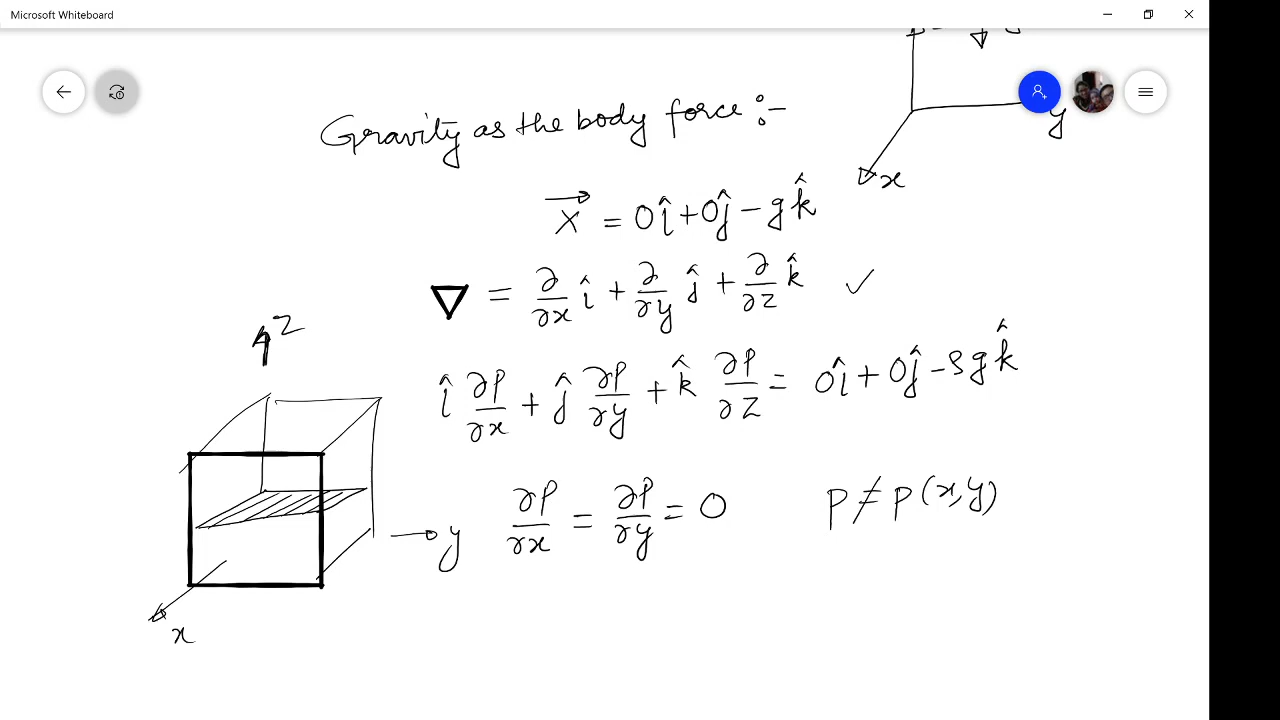 Microsoft Whiteboard
y
x
Gravity as the body force :-
X⃗ = 0î + 0ĵ - gk̂
∇ = ∂/∂x î + ∂/∂y ĵ + ∂/∂z k̂ ✓
z
î ∂P/∂x + ĵ ∂P/∂y + k̂ ∂P/∂z = 0î + 0ĵ - ρgk̂
∂P/∂x = ∂P/∂y = 0 P ≠ P(x,y)
y
x